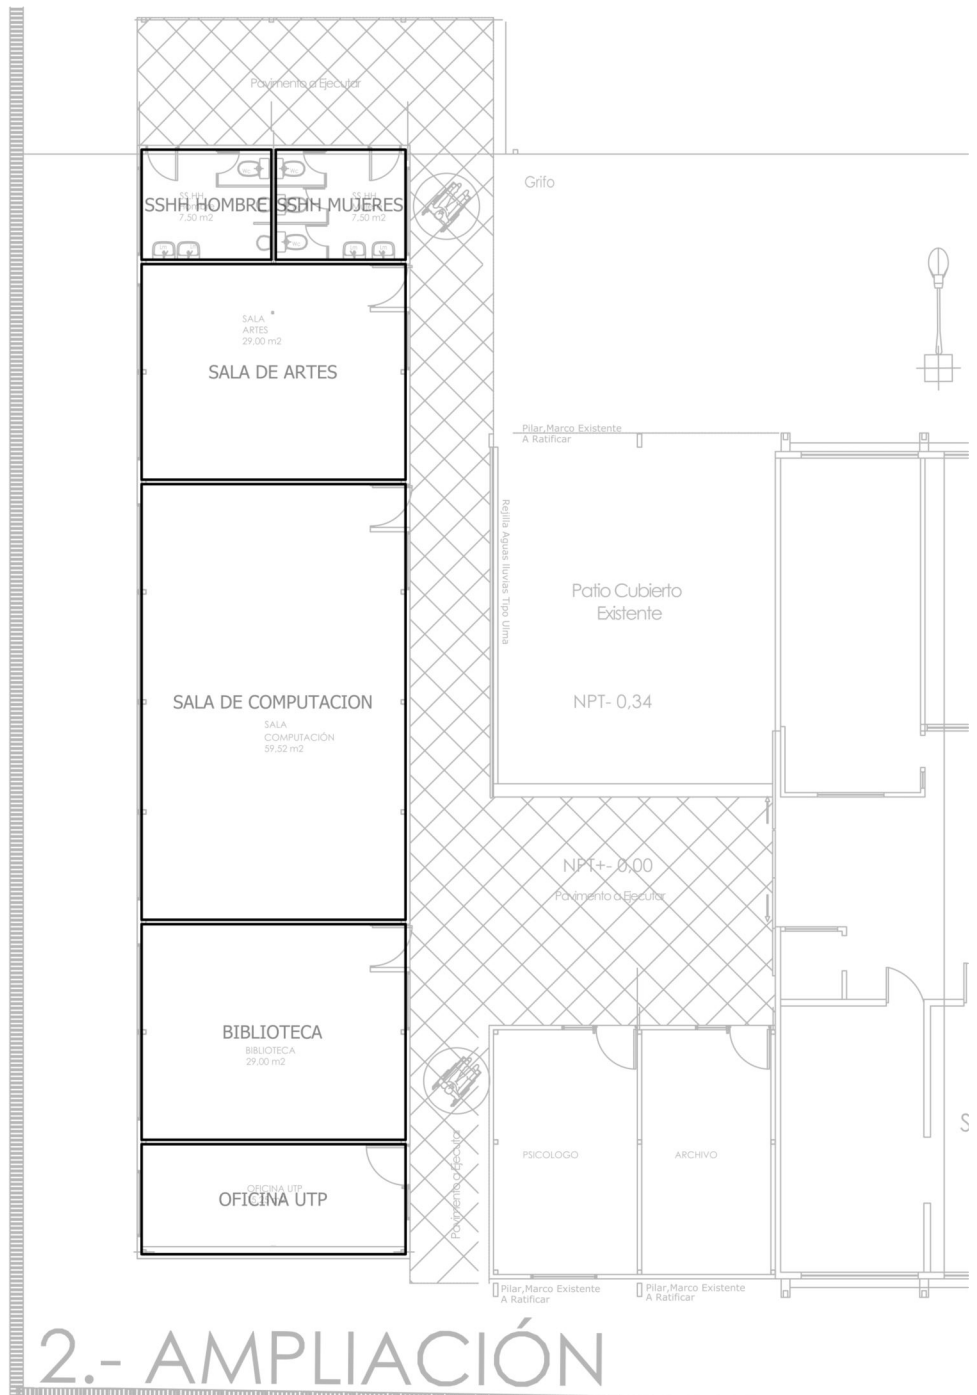 Pavimento a Ejecutar
Grifo
SS HH
7,50 m2
SSHH HOMBRE
SS HH
7,50 m2
SSHH MUJERES
SALA
ARTES
29,00 m2
SALA DE ARTES
Pilar,Marco Existente
A Ratificar
Rejilla Aguas lluvias Tipo Ulma
Patio Cubierto
Existente
NPT- 0,34
SALA DE COMPUTACION
SALA
COMPUTACIÓN
59,52 m2
NPT+- 0,00
Pavimento a Ejecutar
BIBLIOTECA
BIBLIOTECA
29,00 m2
Pavimento a Ejecutar
PSICOLOGO
ARCHIVO
S
OFICINA UTP
OFICINA UTP
Pilar,Marco Existente
A Ratificar
Pilar,Marco Existente
A Ratificar
2.- AMPLIACIÓN